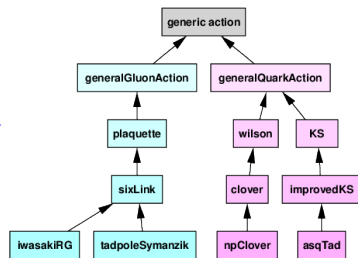 generic action
generalGluonAction generalQuarkAction
plaquette wilson KS
sixLink clover improvedKS
iwasakiRG tadpoleSymanzik npClover asqTad